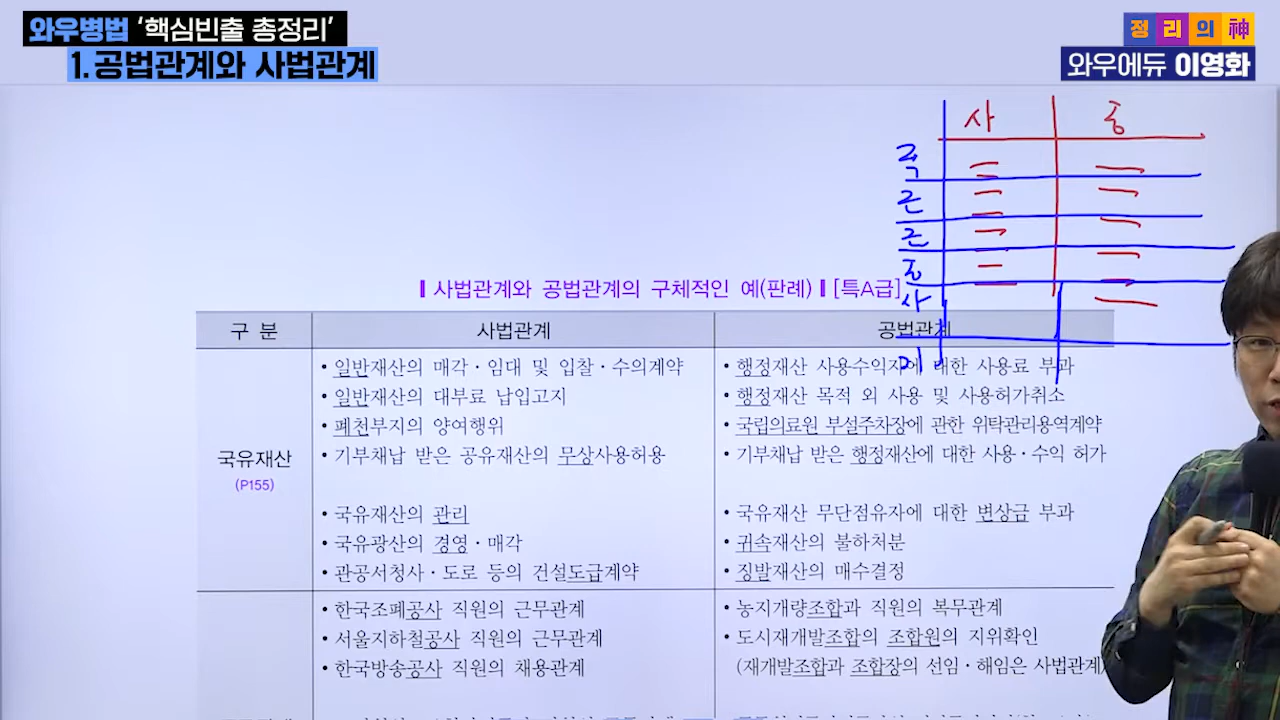 와우병법 '핵심빈출 총정리'
1. 공법관계와 사법관계
정리의神
와우에듀 이영화
사 공
국
근
근
공
사
이
▎사법관계와 공법관계의 구체적인 예(판례)▎[특A급]
구 분 사법관계 공법관계
국유재산
(P155)
• 일반재산의 매각·임대 및 입찰·수의계약
• 일반재산의 대부료 납입고지
• 폐천부지의 양여행위
• 기부채납 받은 공유재산의 무상사용허용
• 국유재산의 관리
• 국유광산의 경영·매각
• 관공서청사·도로 등의 건설도급계약
• 행정재산 사용수익자에 대한 사용료 부과
• 행정재산 목적 외 사용 및 사용허가취소
• 국립의료원 부설주차장에 관한 위탁관리용역계약
• 기부채납 받은 행정재산에 대한 사용·수익 허가
• 국유재산 무단점유자에 대한 변상금 부과
• 귀속재산의 불하처분
• 징발재산의 매수결정
• 한국조폐공사 직원의 근무관계
• 서울지하철공사 직원의 근무관계
• 한국방송공사 직원의 채용관계
• 농지개량조합과 직원의 복무관계
• 도시재개발조합의 조합원의 지위확인
(재개발조합과 조합장의 선임·해임은 사법관계)